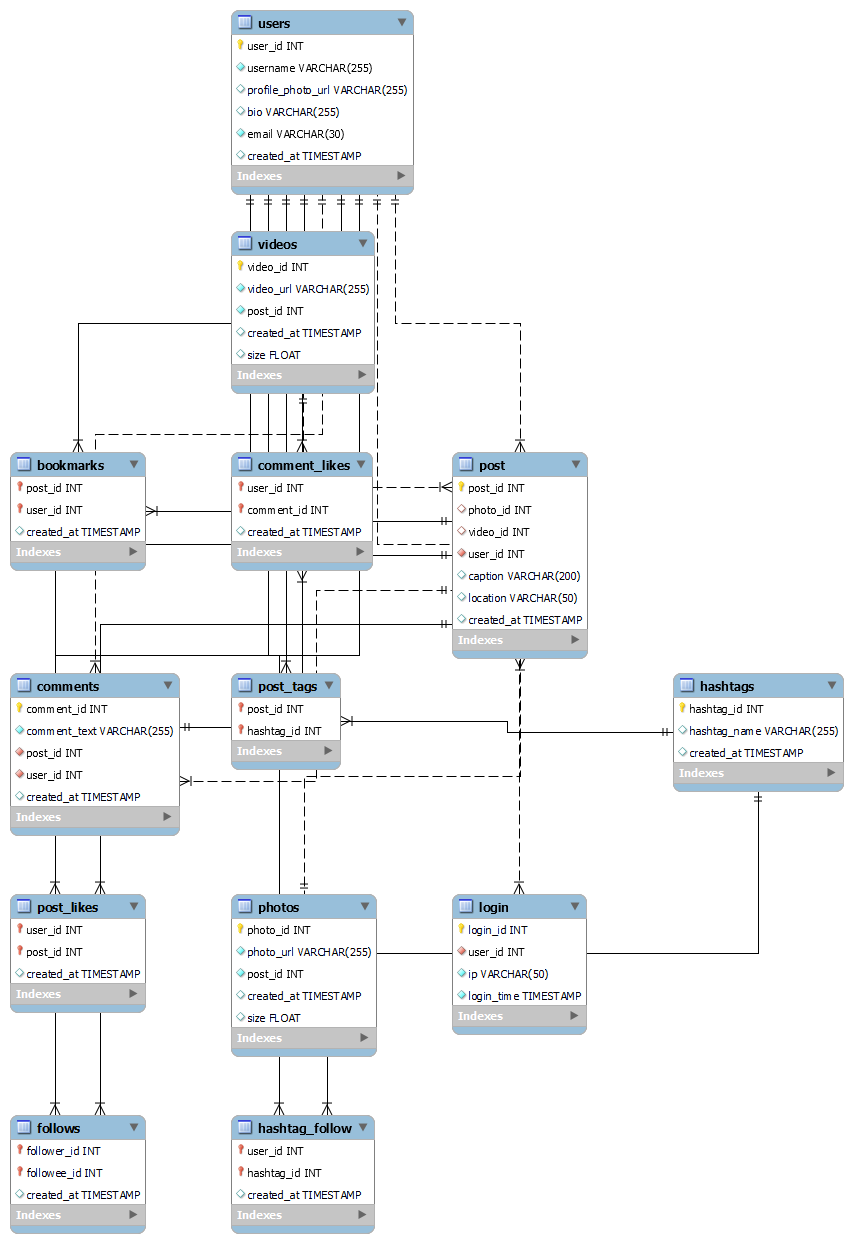 users
user_id INT
username VARCHAR(255)
profile_photo_url VARCHAR(255)
bio VARCHAR(255)
email VARCHAR(30)
created_at TIMESTAMP
Indexes
videos
video_id INT
video_url VARCHAR(255)
post_id INT
created_at TIMESTAMP
size FLOAT
Indexes
bookmarks
post_id INT
user_id INT
created_at TIMESTAMP
Indexes
comment_likes
user_id INT
comment_id INT
created_at TIMESTAMP
Indexes
post
post_id INT
photo_id INT
video_id INT
user_id INT
caption VARCHAR(200)
location VARCHAR(50)
created_at TIMESTAMP
Indexes
comments
comment_id INT
comment_text VARCHAR(255)
post_id INT
user_id INT
created_at TIMESTAMP
Indexes
post_tags
post_id INT
hashtag_id INT
Indexes
hashtags
hashtag_id INT
hashtag_name VARCHAR(255)
created_at TIMESTAMP
Indexes
post_likes
user_id INT
post_id INT
created_at TIMESTAMP
Indexes
photos
photo_id INT
photo_url VARCHAR(255)
post_id INT
created_at TIMESTAMP
size FLOAT
Indexes
login
login_id INT
user_id INT
ip VARCHAR(50)
login_time TIMESTAMP
Indexes
follows
follower_id INT
followee_id INT
created_at TIMESTAMP
Indexes
hashtag_follow
user_id INT
hashtag_id INT
created_at TIMESTAMP
Indexes